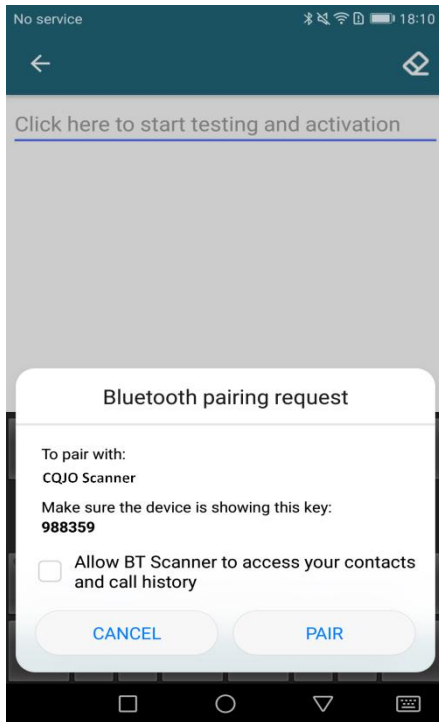 No service 18:10
Click here to start testing and activation
Bluetooth pairing request
To pair with:
CQJO Scanner
Make sure the device is showing this key:
988359
Allow BT Scanner to access your contacts
and call history
CANCEL PAIR